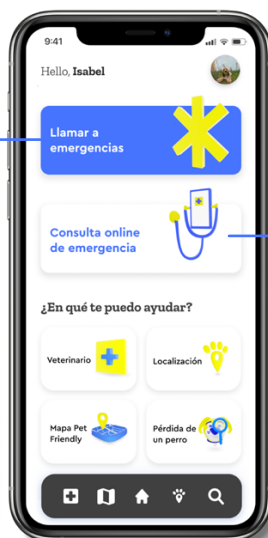 9:41
Hello, Isabel
Llamar a
emergencias
Consulta online
de emergencia
¿En qué te puedo ayudar?
Veterinario
Localización
Mapa Pet
Friendly
Pérdida de
un perro